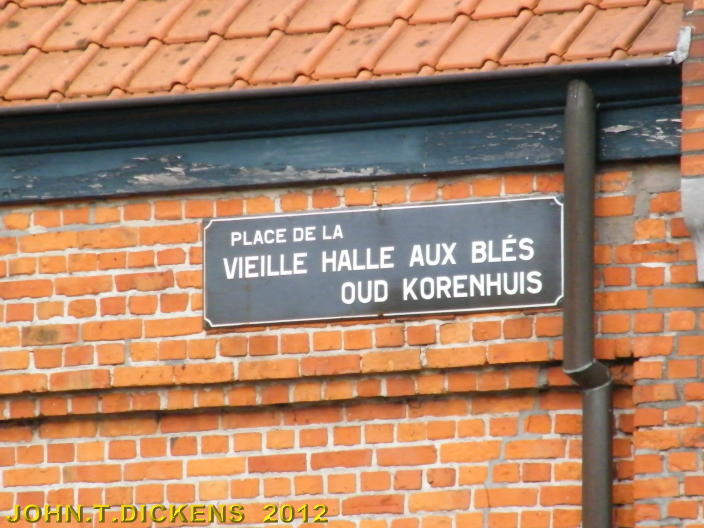 PLACE DE LA
VIEILLE HALLE AUX BLÉS
OUD KORENHUIS
JOHN.T.DICKENS 2012